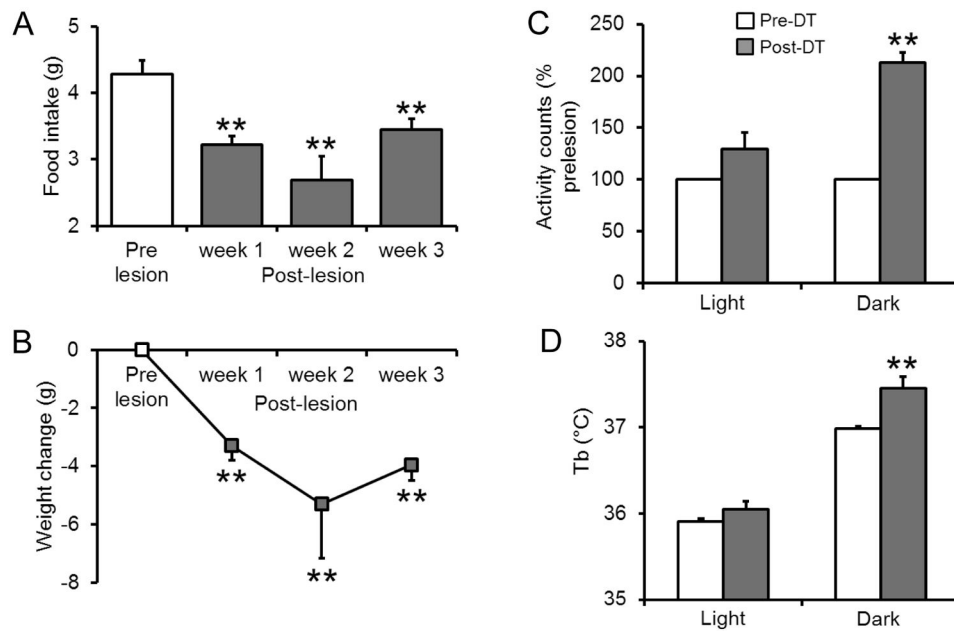 A
Food intake (g)
5
4
3
2
**
**
**
Pre
lesion
week 1
week 2
week 3
Post-lesion
B
Weight change (g)
0
-2
-4
-6
-8
Pre
lesion
week 1
week 2
week 3
Post-lesion
**
**
**
C
Activity counts (%
prelesion)
250
200
150
100
50
0
Pre-DT
Post-DT
**
Light
Dark
D
Tb (°C)
38
37
36
35
**
Light
Dark